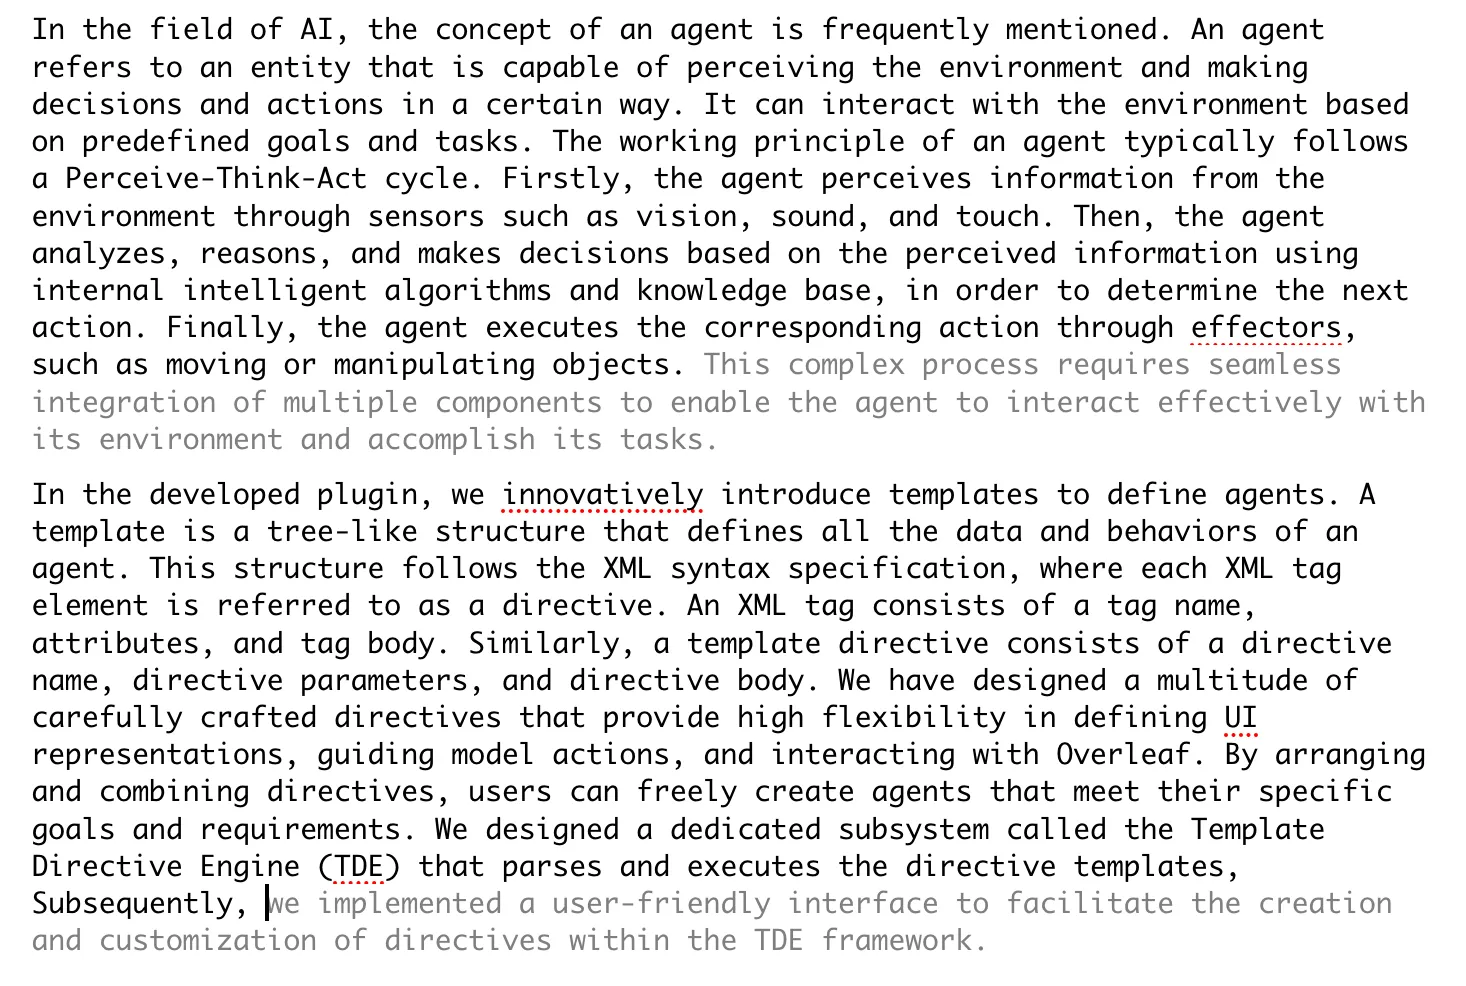 In the field of AI, the concept of an agent is frequently mentioned. An agent
refers to an entity that is capable of perceiving the environment and making
decisions and actions in a certain way. It can interact with the environment based
on predefined goals and tasks. The working principle of an agent typically follows
a Perceive-Think-Act cycle. Firstly, the agent perceives information from the
environment through sensors such as vision, sound, and touch. Then, the agent
analyzes, reasons, and makes decisions based on the perceived information using
internal intelligent algorithms and knowledge base, in order to determine the next
action. Finally, the agent executes the corresponding action through effectors,
such as moving or manipulating objects. This complex process requires seamless
integration of multiple components to enable the agent to interact effectively with
its environment and accomplish its tasks.
In the developed plugin, we innovatively introduce templates to define agents. A
template is a tree-like structure that defines all the data and behaviors of an
agent. This structure follows the XML syntax specification, where each XML tag
element is referred to as a directive. An XML tag consists of a tag name,
attributes, and tag body. Similarly, a template directive consists of a directive
name, directive parameters, and directive body. We have designed a multitude of
carefully crafted directives that provide high flexibility in defining UI
representations, guiding model actions, and interacting with Overleaf. By arranging
and combining directives, users can freely create agents that meet their specific
goals and requirements. We designed a dedicated subsystem called the Template
Directive Engine (TDE) that parses and executes the directive templates,
Subsequently, we implemented a user-friendly interface to facilitate the creation
and customization of directives within the TDE framework.